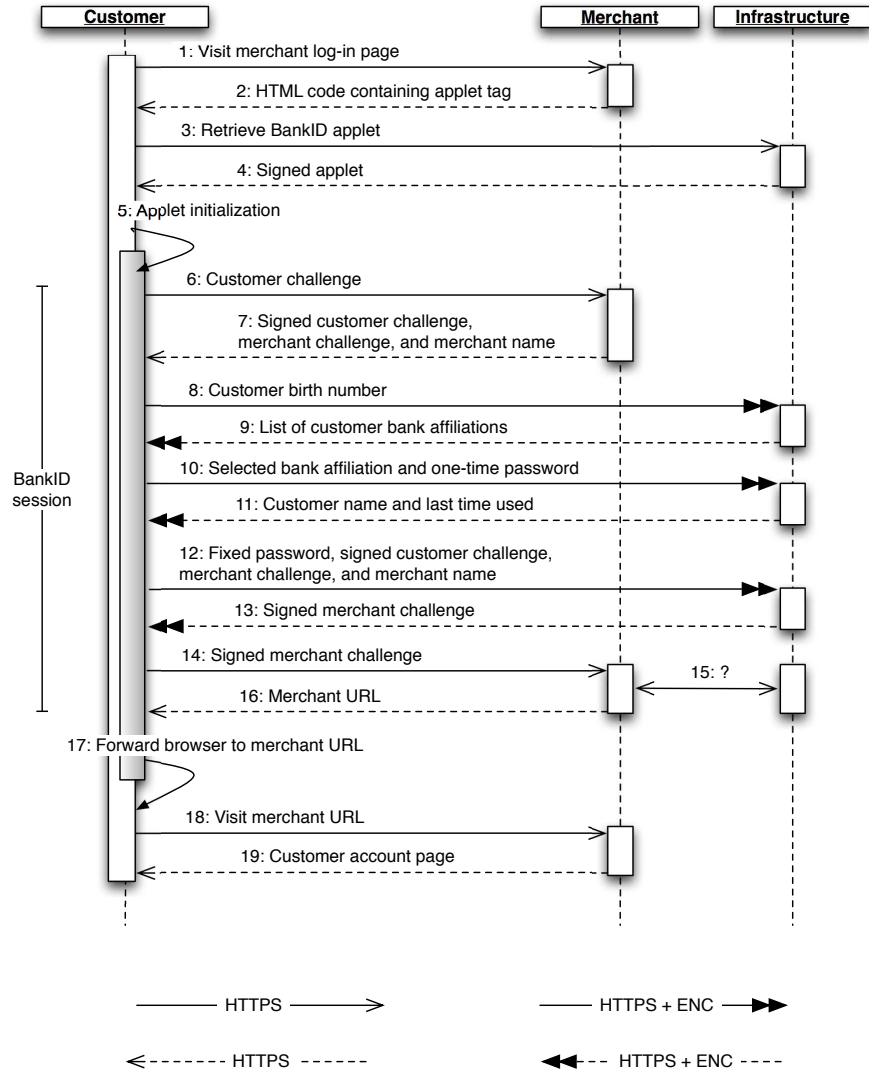 Customer
Merchant
Infrastructure
1: Visit merchant log-in page
2: HTML code containing applet tag
3: Retrieve BankID applet
4: Signed applet
5: Applet initialization
6: Customer challenge
7: Signed customer challenge,
merchant challenge, and merchant name
8: Customer birth number
9: List of customer bank affiliations
10: Selected bank affiliation and one-time password
BankID
session
11: Customer name and last time used
12: Fixed password, signed customer challenge,
merchant challenge, and merchant name
13: Signed merchant challenge
14: Signed merchant challenge
15: ?
16: Merchant URL
17: Forward browser to merchant URL
18: Visit merchant URL
19: Customer account page
HTTPS
HTTPS + ENC
HTTPS
HTTPS + ENC